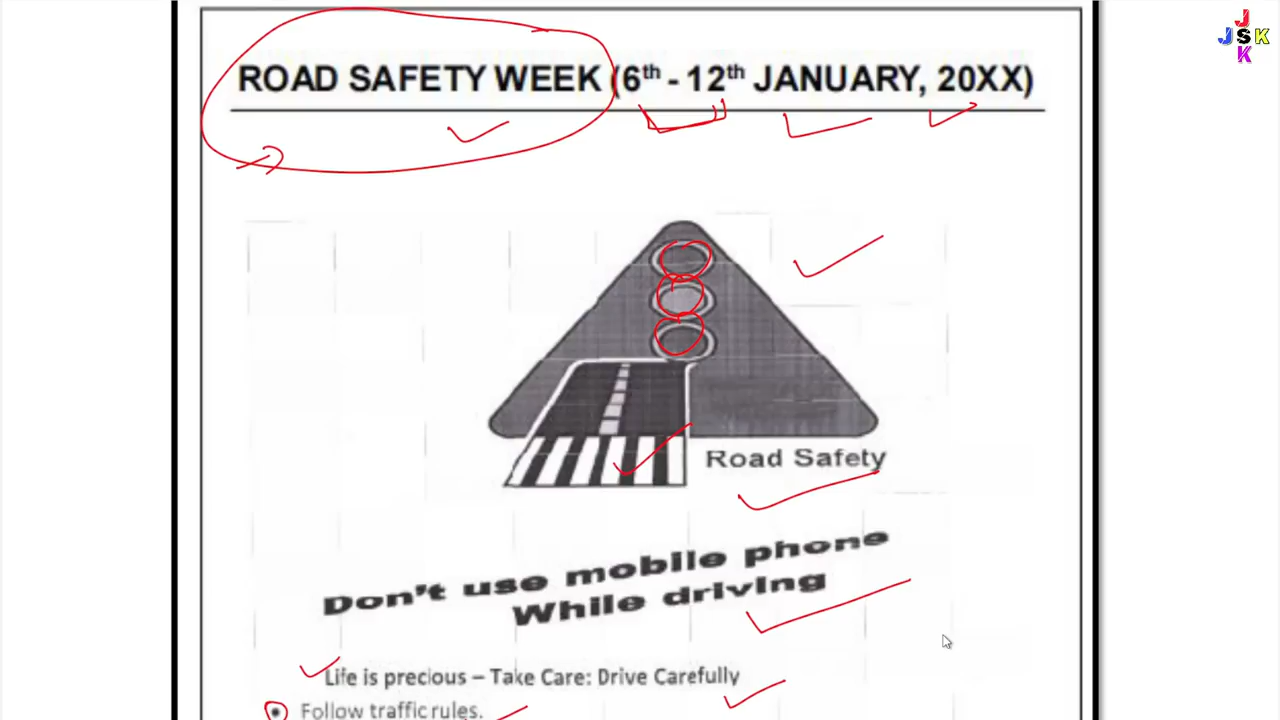 J
JSK
K
ROAD SAFETY WEEK (6th - 12th JANUARY, 20XX)
Road Safety
Don't use mobile phone
While driving
Life is precious – Take Care: Drive Carefully
Follow traffic rules.